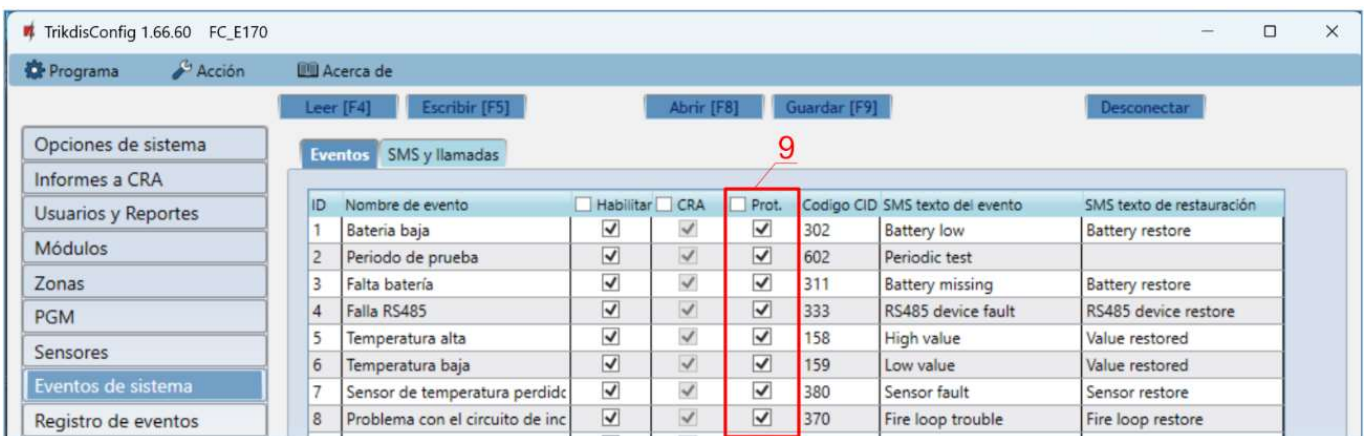 TrikdisConfig 1.66.60 FC_E170
Programa Acción Acerca de
Leer [F4] Escribir [F5] Abrir [F8] Guardar [F9] Desconectar
Opciones de sistema
Informes a CRA
Usuarios y Reportes
Módulos
Zonas
PGM
Sensores
Eventos de sistema
Registro de eventos
Eventos SMS y llamadas
9
ID Nombre de evento Habilitar CRA Prot. Codigo CID SMS texto del evento SMS texto de restauración
1 Bateria baja 302 Battery low Battery restore
2 Periodo de prueba 602 Periodic test
3 Falta batería 311 Battery missing Battery restore
4 Falla RS485 333 RS485 device fault RS485 device restore
5 Temperatura alta 158 High value Value restored
6 Temperatura baja 159 Low value Value restored
7 Sensor de temperatura perdido 380 Sensor fault Sensor restore
8 Problema con el circuito de inc 370 Fire loop trouble Fire loop restore